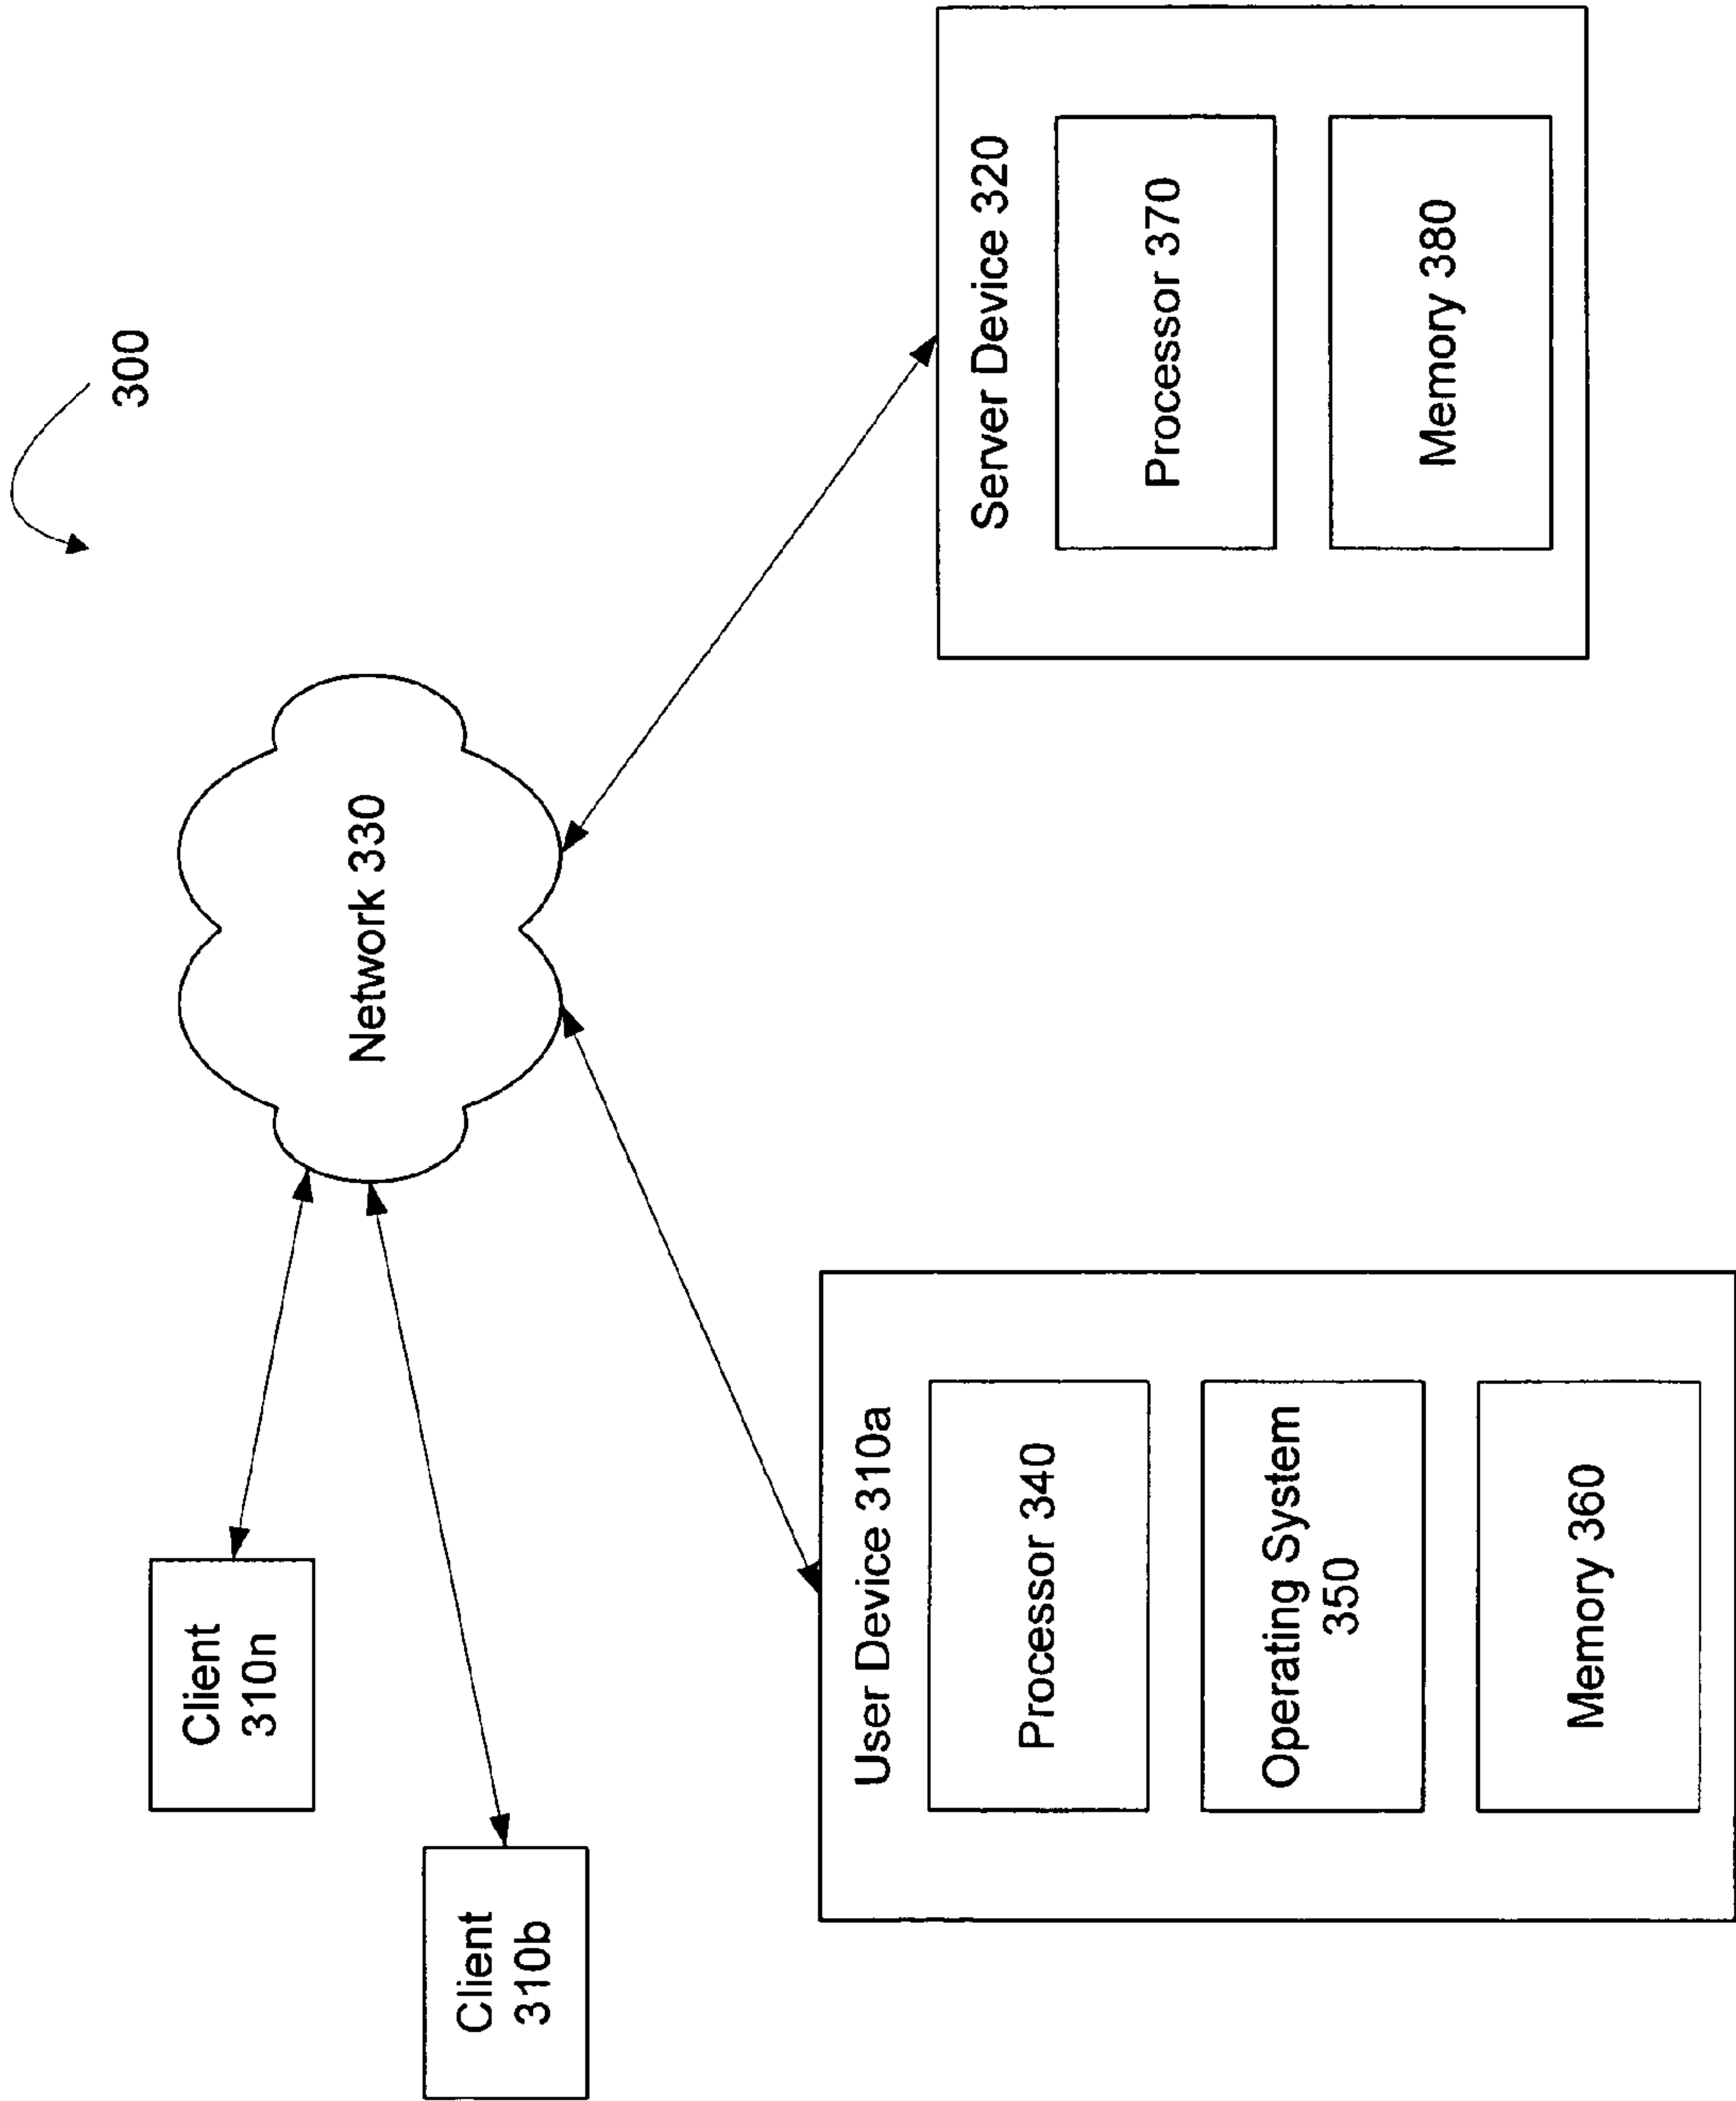 300
Client
310n
Client
310b
Network 330
User Device 310a
Processor 340
Operating System
350
Memory 360
Server Device 320
Processor 370
Memory 380